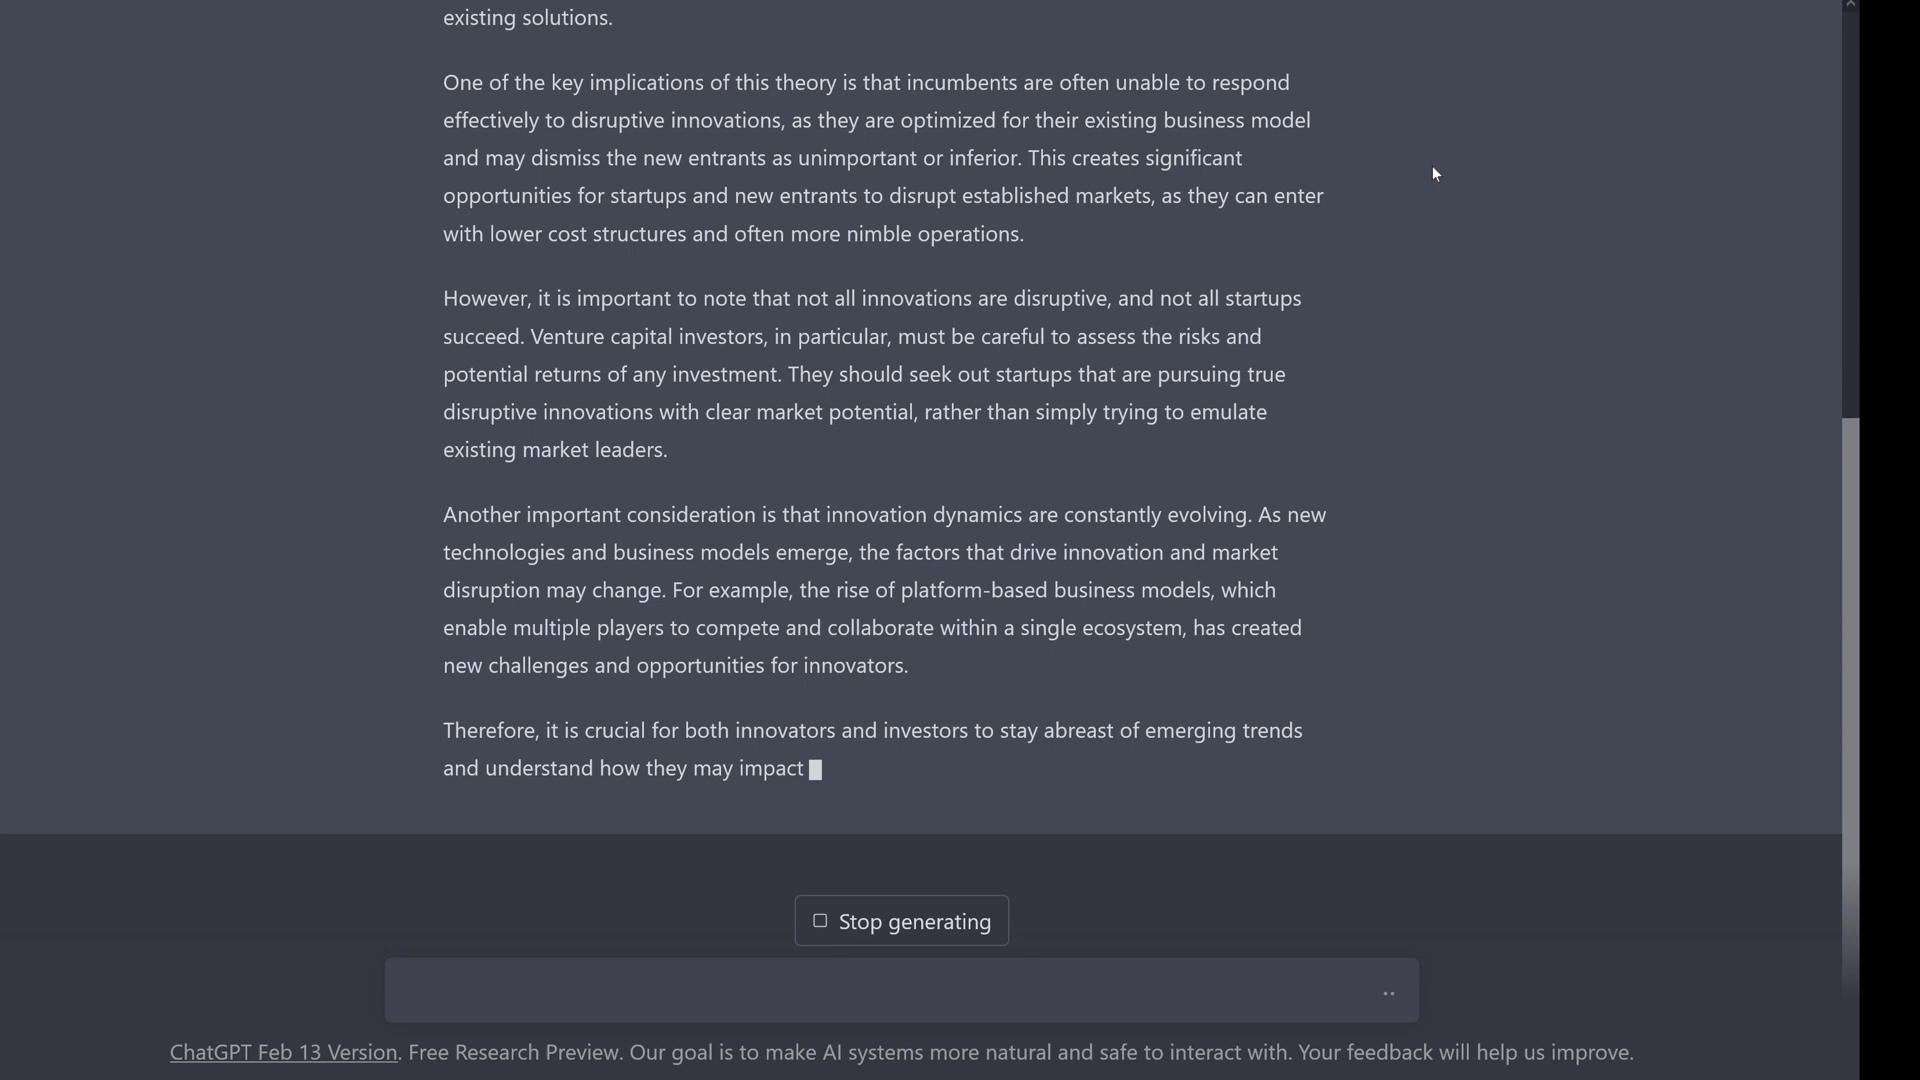 existing solutions.
One of the key implications of this theory is that incumbents are often unable to respond
effectively to disruptive innovations, as they are optimized for their existing business model
and may dismiss the new entrants as unimportant or inferior. This creates significant
opportunities for startups and new entrants to disrupt established markets, as they can enter
with lower cost structures and often more nimble operations.
However, it is important to note that not all innovations are disruptive, and not all startups
succeed. Venture capital investors, in particular, must be careful to assess the risks and
potential returns of any investment. They should seek out startups that are pursuing true
disruptive innovations with clear market potential, rather than simply trying to emulate
existing market leaders.
Another important consideration is that innovation dynamics are constantly evolving. As new
technologies and business models emerge, the factors that drive innovation and market
disruption may change. For example, the rise of platform-based business models, which
enable multiple players to compete and collaborate within a single ecosystem, has created
new challenges and opportunities for innovators.
Therefore, it is crucial for both innovators and investors to stay abreast of emerging trends
and understand how they may impact
Stop generating
ChatGPT Feb 13 Version. Free Research Preview. Our goal is to make AI systems more natural and safe to interact with. Your feedback will help us improve.